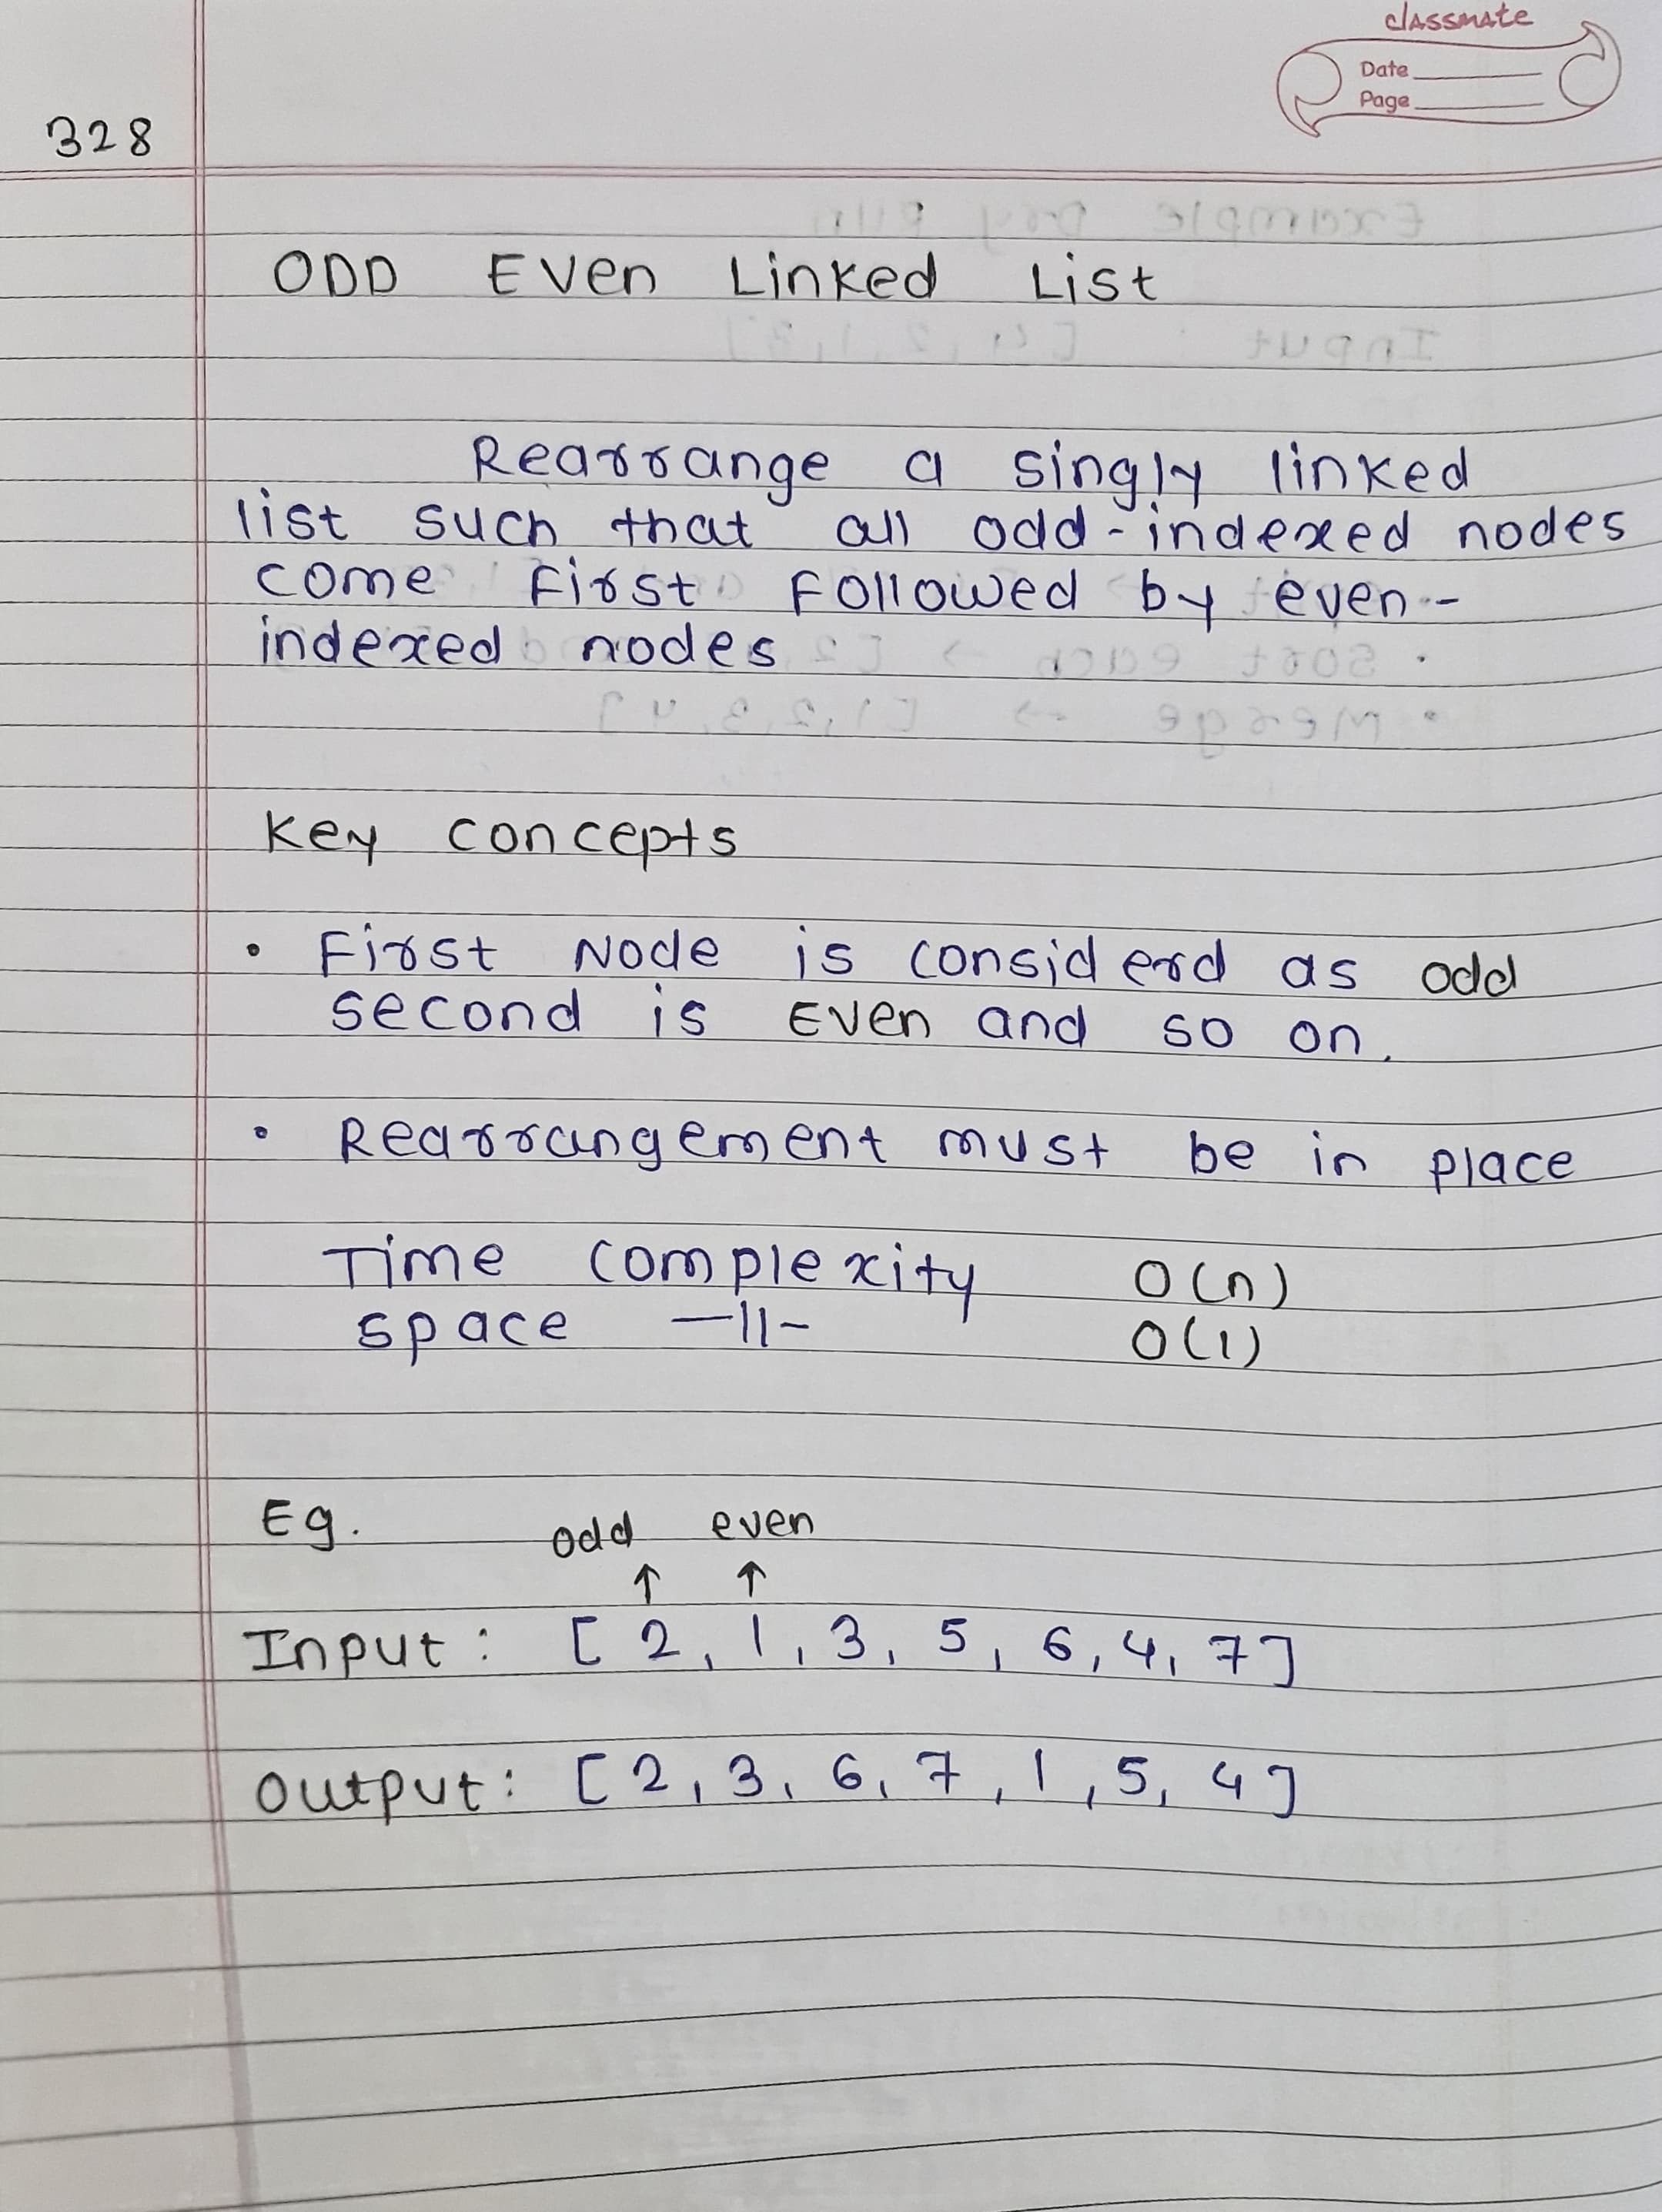 classmate
Date
Page
328
ODD Even Linked List
Rearrange a singly linked
list such that all odd-indexed nodes
come First Followed by even-
indexed nodes
Key concepts
• First Node is considerd as odd
second is Even and so on.
• Rearrangement must be in place
Time complexity O(n)
space —11— O(1)
Eg. odd even
↑ ↑
Input: [2, 1, 3, 5, 6, 4, 7]
Output: [2, 3, 6, 7, 1, 5, 4]